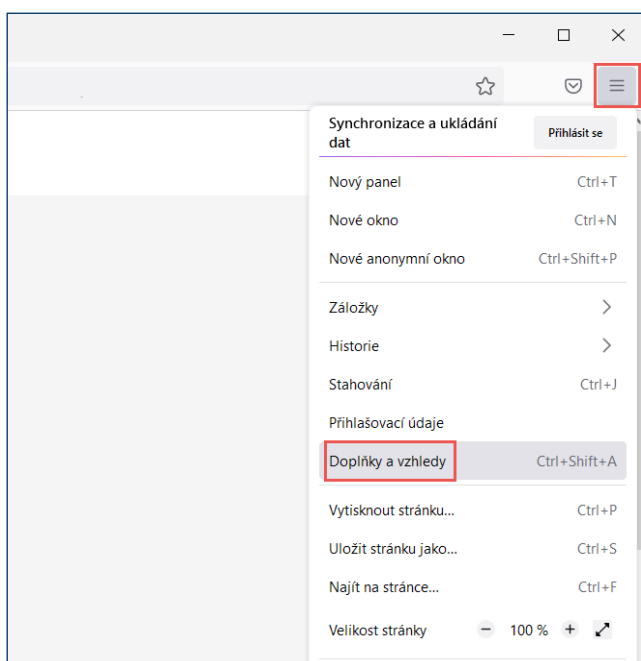 Synchronizace a ukládání
dat
Přihlásit se
Nový panel Ctrl+T
Nové okno Ctrl+N
Nové anonymní okno Ctrl+Shift+P
Záložky
Historie
Stahování Ctrl+J
Přihlašovací údaje
Doplňky a vzhledy Ctrl+Shift+A
Vytisknout stránku... Ctrl+P
Uložit stránku jako... Ctrl+S
Najít na stránce... Ctrl+F
Velikost stránky − 100 % +